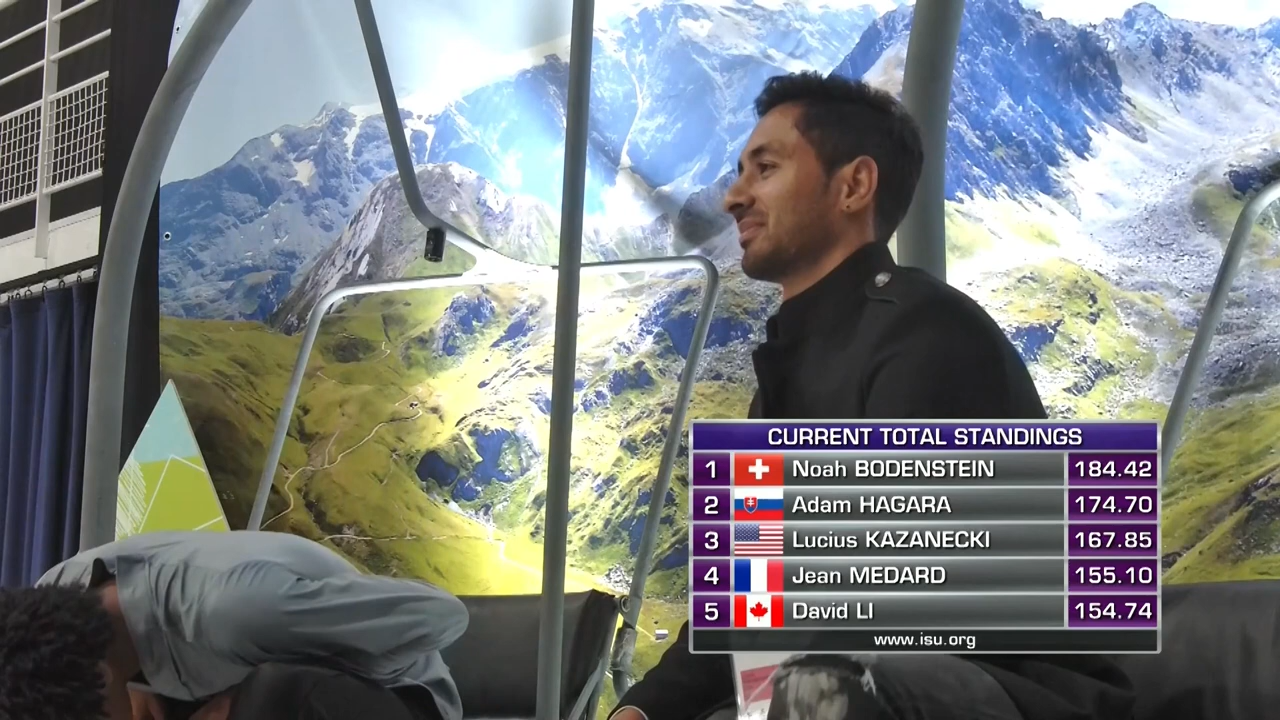 CURRENT TOTAL STANDINGS
1 Noah BODENSTEIN 184.42
2 Adam HAGARA 174.70
3 Lucius KAZANECKI 167.85
4 Jean MEDARD 155.10
5 David LI 154.74
www.isu.org